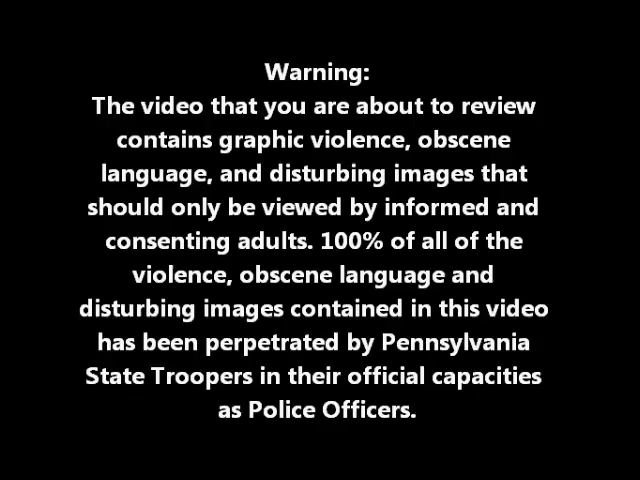 Warning:
The video that you are about to review
contains graphic violence, obscene
language, and disturbing images that
should only be viewed by informed and
consenting adults. 100% of all of the
violence, obscene language and
disturbing images contained in this video
has been perpetrated by Pennsylvania
State Troopers in their official capacities
as Police Officers.